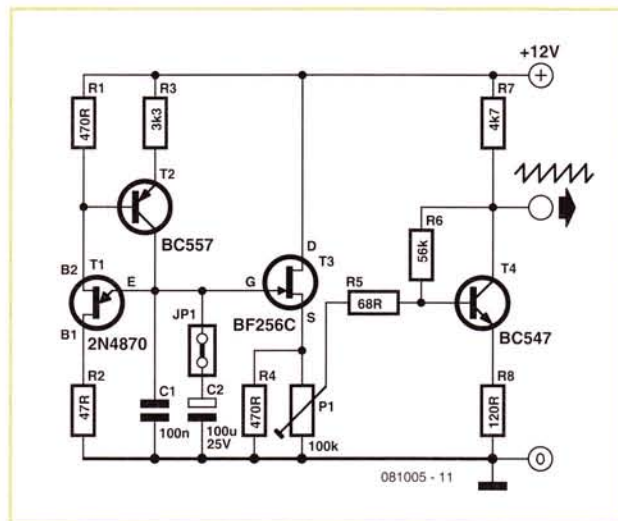 +12V
+
R1
470R
R3
3k3
R7
4k7
T2
BC557
R6
56k
D
T3
B2
T1
E
G
R5
68R
T4
BF256C
BC547
S
B1
2N4870
JP1
R2
47R
C1
100n
C2
100u
25V
R4
470R
P1
100k
R8
120R
0
081005 - 11